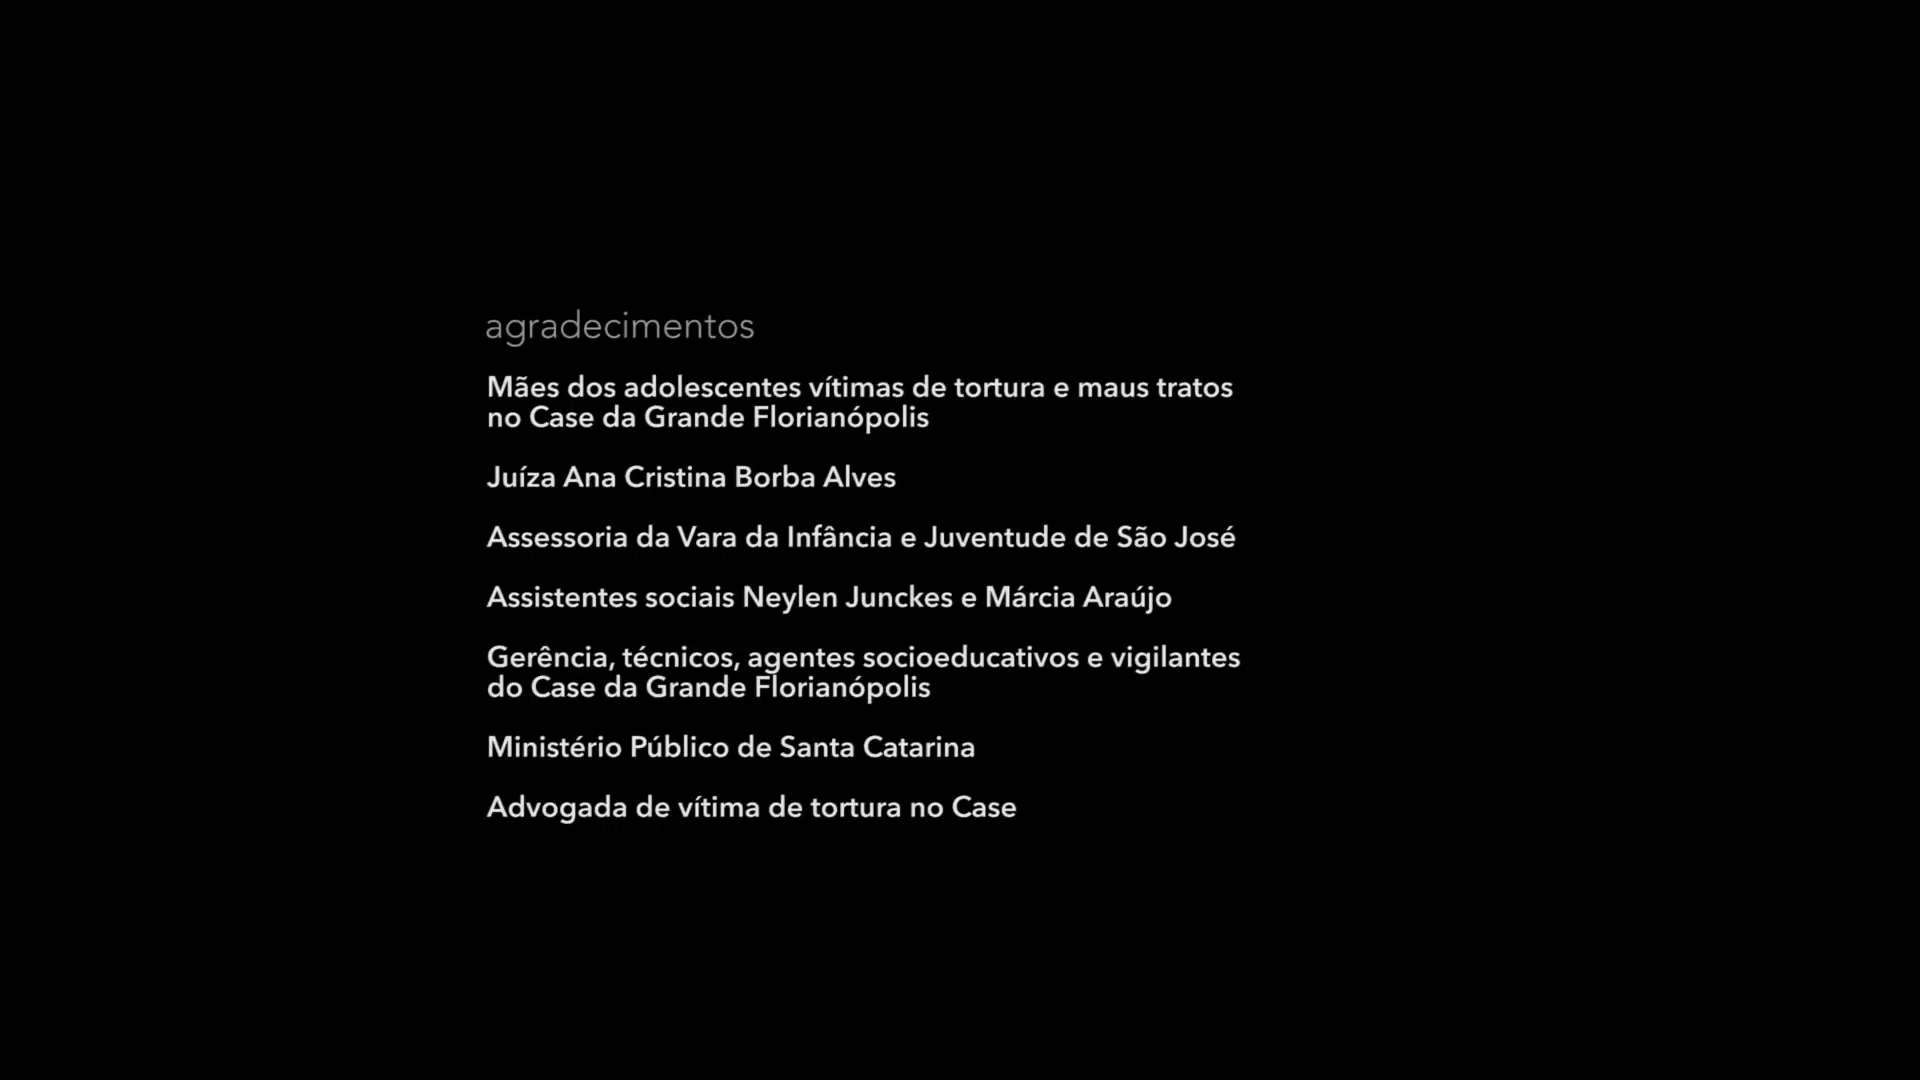 agradecimentos
Mães dos adolescentes vítimas de tortura e maus tratos
no Case da Grande Florianópolis
Juíza Ana Cristina Borba Alves
Assessoria da Vara da Infância e Juventude de São José
Assistentes sociais Neylen Junckes e Márcia Araújo
Gerência, técnicos, agentes socioeducativos e vigilantes
do Case da Grande Florianópolis
Ministério Público de Santa Catarina
Advogada de vítima de tortura no Case